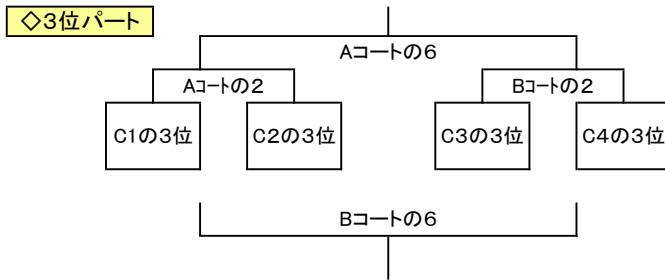 ◇3位パート
Aコートの6
Aコートの2
Bコートの2
C1の3位
C2の3位
C3の3位
C4の3位
Bコートの6